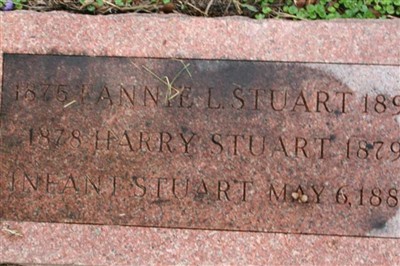 1875 FANNIE L. STUART 189
1878 HARRY STUART 1879
INFANT STUART MAY 6, 188